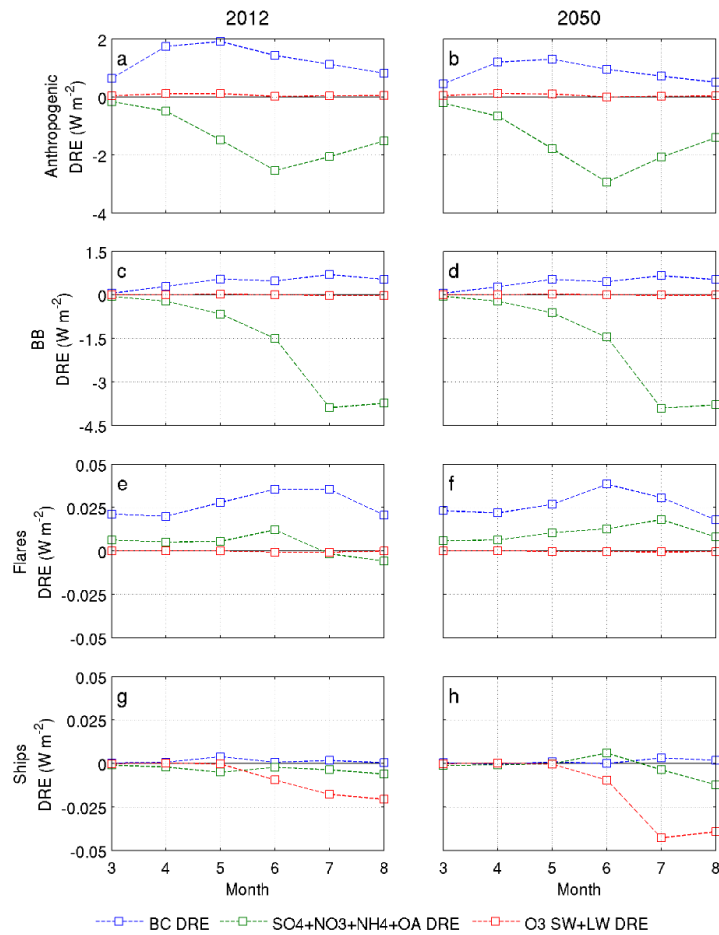 2012 2050
a b
2 0 -2 -4
Anthropogenic
DRE (W m-2)
c d
1.5 0 -1.5 -3 -4.5
BB
DRE (W m-2)
e f
0.05 0.025 0 -0.025 -0.05
Flares
DRE (W m-2)
g h
0.05 0.025 0 -0.025 -0.05
Ships
DRE (W m-2)
3 4 5 6 7 8 3 4 5 6 7 8
Month Month
BC DRE SO4+NO3+NH4+OA DRE O3 SW+LW DRE